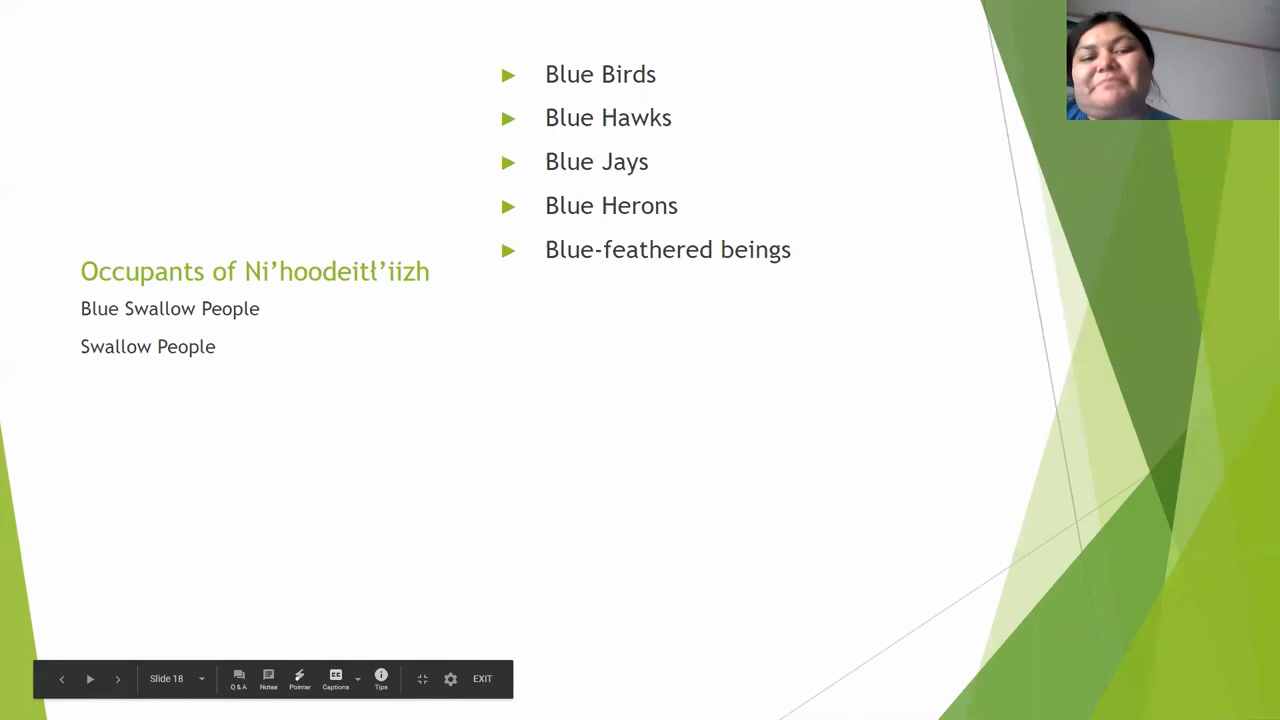 Blue Birds
Blue Hawks
Blue Jays
Blue Herons
Blue-feathered beings
Occupants of Ni’hoodeitł’iizh
Blue Swallow People
Swallow People
Slide 18
Q & A
Notes
Pointer
CC
Captions
Tips
EXIT